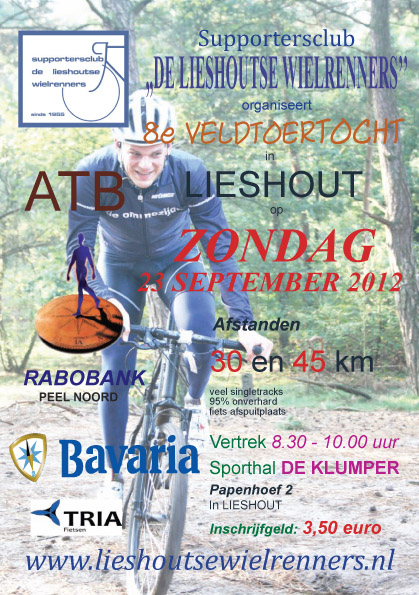 supportersclub
de lieshoutse
wielrenners
sinds 1955
Supportersclub
„DE LIESHOUTSE WIELRENNERS”
organiseert
8e VELDTOERTOCHT
in
ATB LIESHOUT
op
ZONDAG
23 SEPTEMBER 2012
Afstanden
30 en 45 km
RABOBANK
PEEL NOORD
veel singletracks
95% onverhard
fiets afspuitplaats
Bavaria
Vertrek 8.30 - 10.00 uur
Sporthal DE KLUMPER
Papenhoef 2
In LIESHOUT
TRIA
Fietsen
Inschrijfgeld: 3,50 euro
www.lieshoutsewielrenners.nl